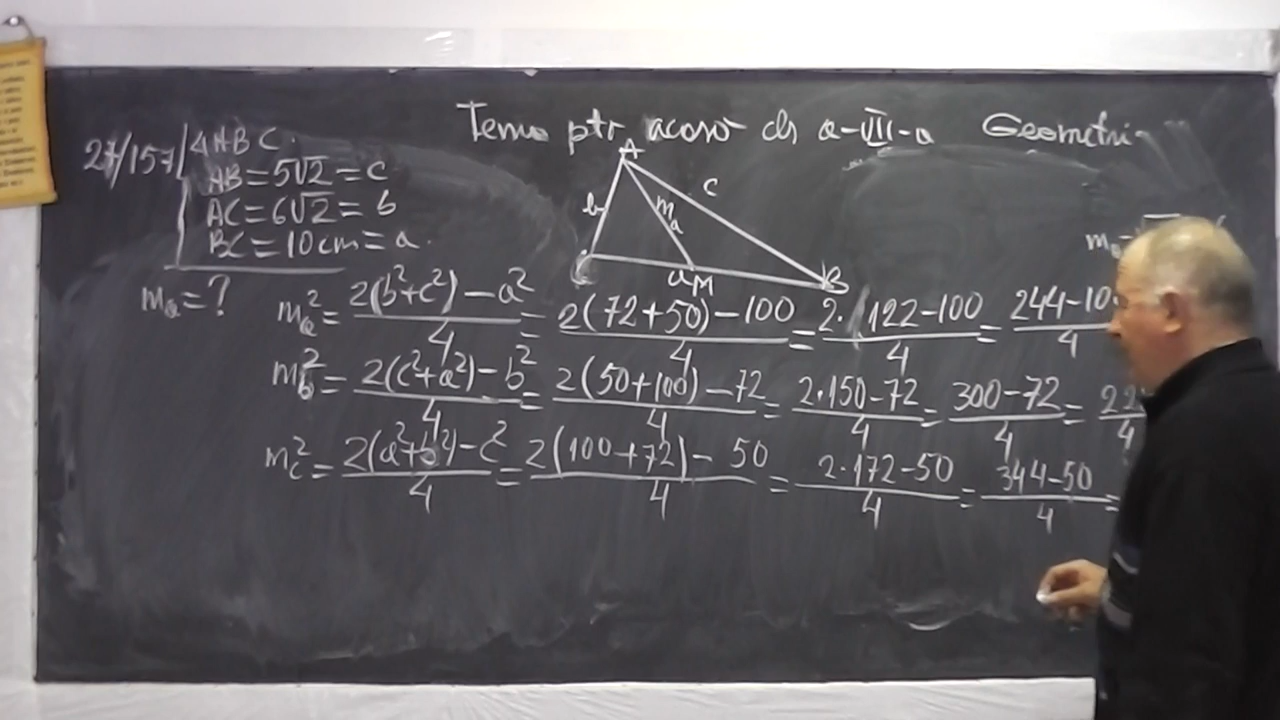 Tema ptr. acasă cls a-VII-a Geometri
27/157 ΔABC.
AB=5√2=c
AC=6√2=b
BC=10cm=a.
mₐ=?
A
b
mₐ
c
C
a
M
B
mₐ²=(2(b²+c²)-a²)/4=(2(72+50)-100)/4=(2·122-100)/4=(244-10
m_b²=(2(c²+a²)-b²)/4=(2(50+100)-72)/4=(2·150-72)/4=(300-72)/4=22
m_c²=(2(a²+b²)-c²)/4=(2(100+72)-50)/4=(2·172-50)/4=(344-50)/4=